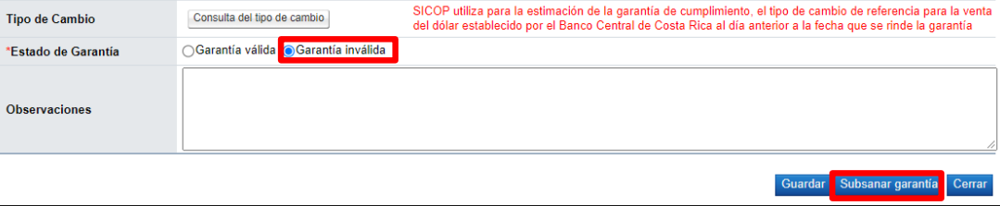 Tipo de Cambio
Consulta del tipo de cambio
SICOP utiliza para la estimación de la garantía de cumplimiento, el tipo de cambio de referencia para la venta
del dólar establecido por el Banco Central de Costa Rica al día anterior a la fecha que se rinde la garantía
*Estado de Garantía
Garantía válida Garantía inválida
Observaciones
Guardar Subsanar garantía Cerrar